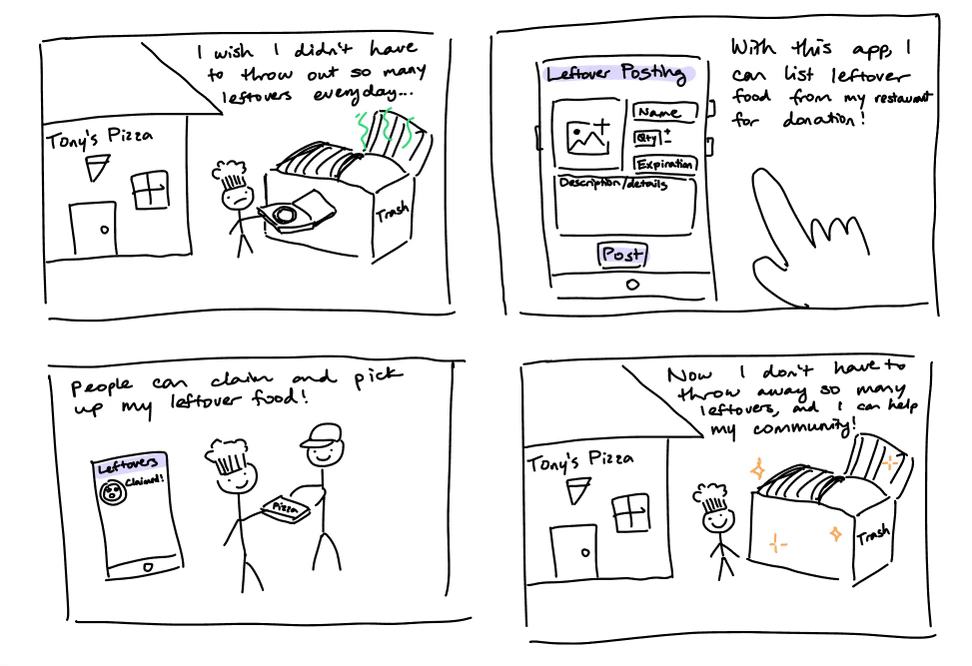 I wish I didn't have
to throw out so many
leftovers everyday...
Tony's Pizza
Trash
With this app, I
can list leftover
food from my restaurant
for donation!
Leftover Posting
Name
Qty + -
Expiration
Description/details
Post
People can claim and pick
up my leftover food!
Leftovers
Claimed!
Pizza
Now I don't have to
throw away so many
leftovers, and I can help
my community!
Tony's Pizza
Trash